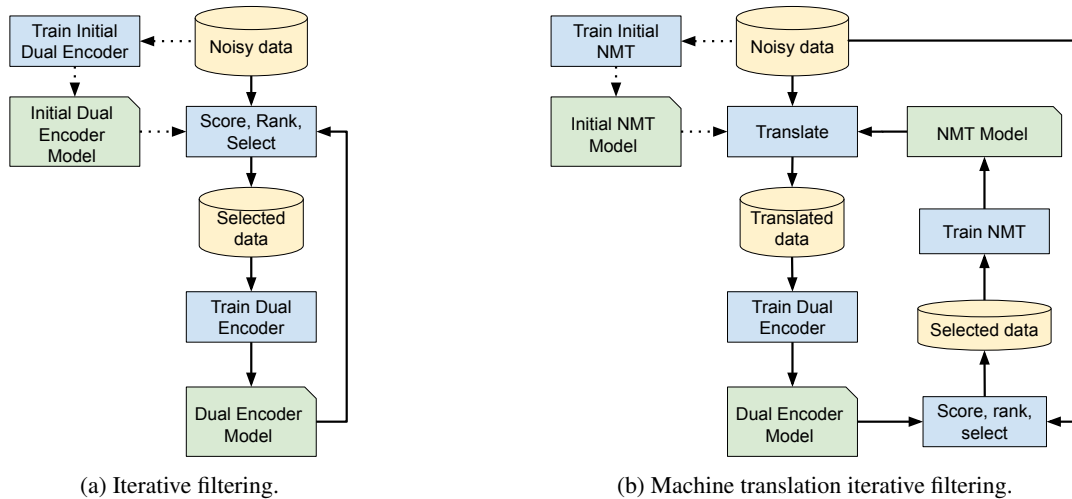 Train Initial
Dual Encoder
Noisy data
Initial Dual
Encoder
Model
Score, Rank,
Select
Selected
data
Train Dual
Encoder
Dual Encoder
Model
(a) Iterative filtering.
Train Initial
NMT
Noisy data
Initial NMT
Model
Translate
NMT Model
Translated
data
Train NMT
Train Dual
Encoder
Selected data
Dual Encoder
Model
Score, rank,
select
(b) Machine translation iterative filtering.